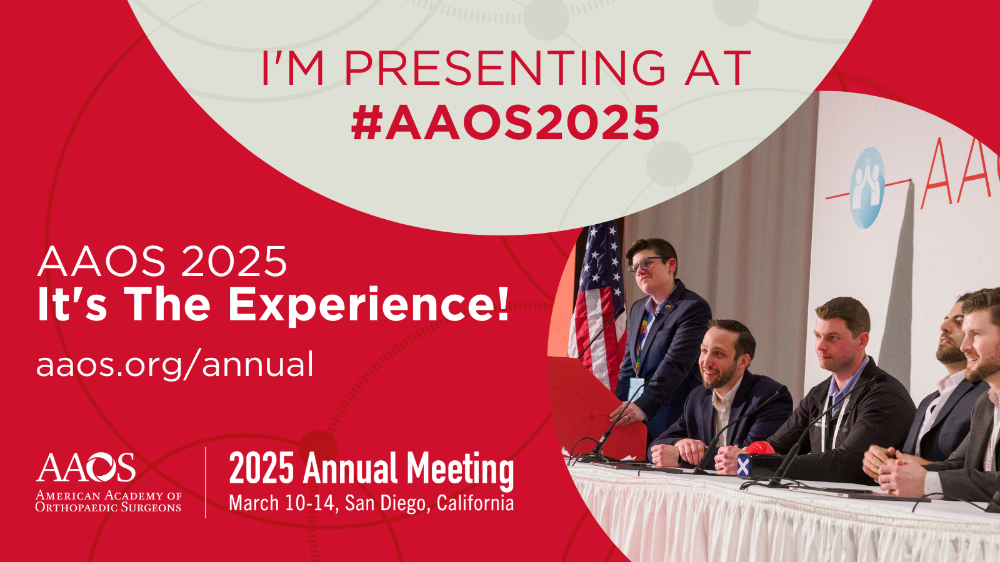 I'M PRESENTING AT
#AAOS2025
AAOS 2025
It's The Experience!
aaos.org/annual
AAOS
AMERICAN ACADEMY OF
ORTHOPAEDIC SURGEONS
2025 Annual Meeting
March 10-14, San Diego, California
AAO